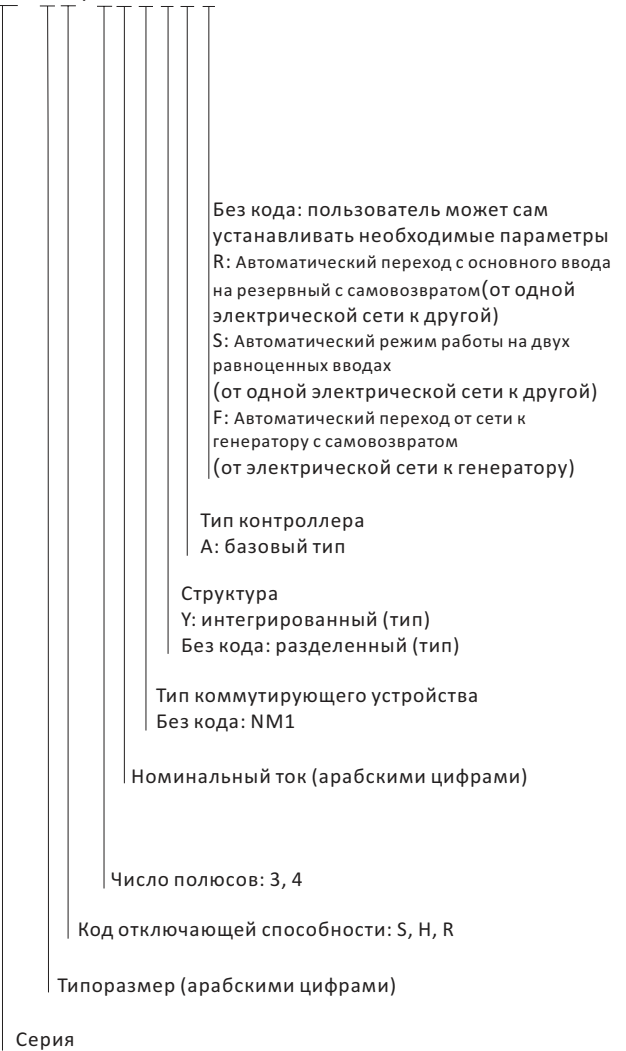 Без кода: пользователь может сам
устанавливать необходимые параметры
R: Автоматический переход с основного ввода
на резервный с самовозвратом(от одной
электрической сети к другой)
S: Автоматический режим работы на двух
равноценных вводах
(от одной электрической сети к другой)
F: Автоматический переход от сети к
генератору с самовозвратом
(от электрической сети к генератору)
Тип контроллера
A: базовый тип
Структура
Y: интегрированный (тип)
Без кода: разделенный (тип)
Тип коммутирующего устройства
Без кода: NM1
Номинальный ток (арабскими цифрами)
Число полюсов: 3, 4
Код отключающей способности: S, H, R
Типоразмер (арабскими цифрами)
Серия